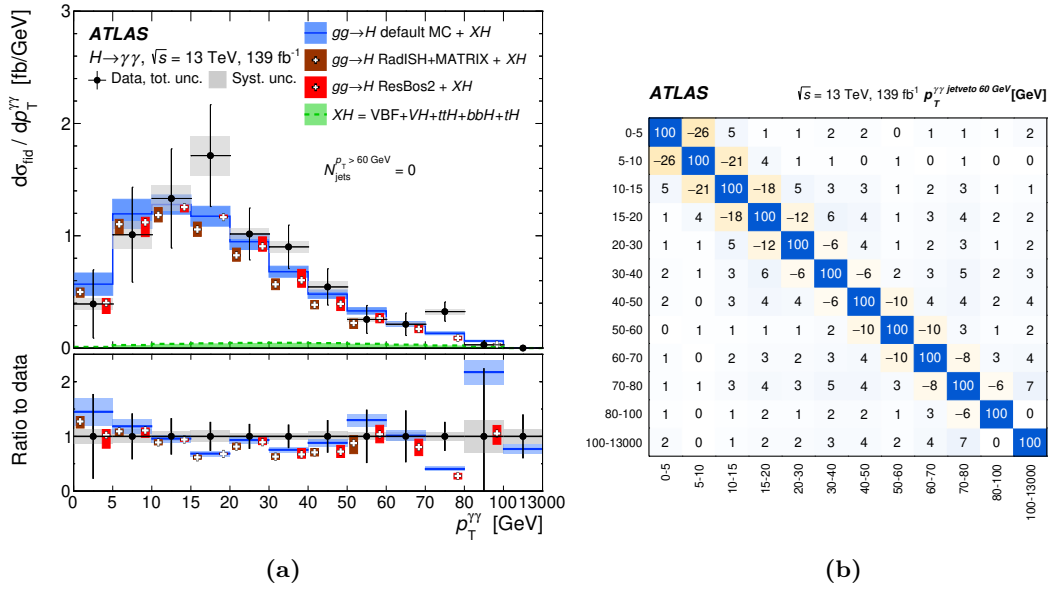 ATLAS
H→γγ, √s = 13 TeV, 139 fb⁻¹
Data, tot. unc. Syst. unc.
gg→H default MC + XH
gg→H RadISH+MATRIX + XH
gg→H ResBos2 + XH
XH = VBF+VH+ttH+bbH+tH
N_jets^{p_T > 60 GeV} = 0
dσ_fid / dp_T^{γγ} [fb/GeV]
3
2
1
0
Ratio to data
2
1
0
0 5 10 15 20 30 40 50 60 70 80 100 13000
p_T^{γγ} [GeV]
(a)
ATLAS √s = 13 TeV, 139 fb⁻¹ p_T^{γγ jetveto 60 GeV} [GeV]
0-5 100 −26 5 1 1 2 2 0 1 1 1 2
5-10 −26 100 −21 4 1 1 0 1 0 1 0 0
10-15 5 −21 100 −18 5 3 3 1 2 3 1 1
15-20 1 4 −18 100 −12 6 4 1 3 4 2 2
20-30 1 1 5 −12 100 −6 4 1 2 3 1 2
30-40 2 1 3 6 −6 100 −6 2 3 5 2 3
40-50 2 0 3 4 4 −6 100 −10 4 4 2 4
50-60 0 1 1 1 1 2 −10 100 −10 3 1 2
60-70 1 0 2 3 2 3 4 −10 100 −8 3 4
70-80 1 1 3 4 3 5 4 3 −8 100 −6 7
80-100 1 0 1 2 1 2 2 1 3 −6 100 0
100-13000 2 0 1 2 2 3 4 2 4 7 0 100
0-5 5-10 10-15 15-20 20-30 30-40 40-50 50-60 60-70 70-80 80-100 100-13000
(b)